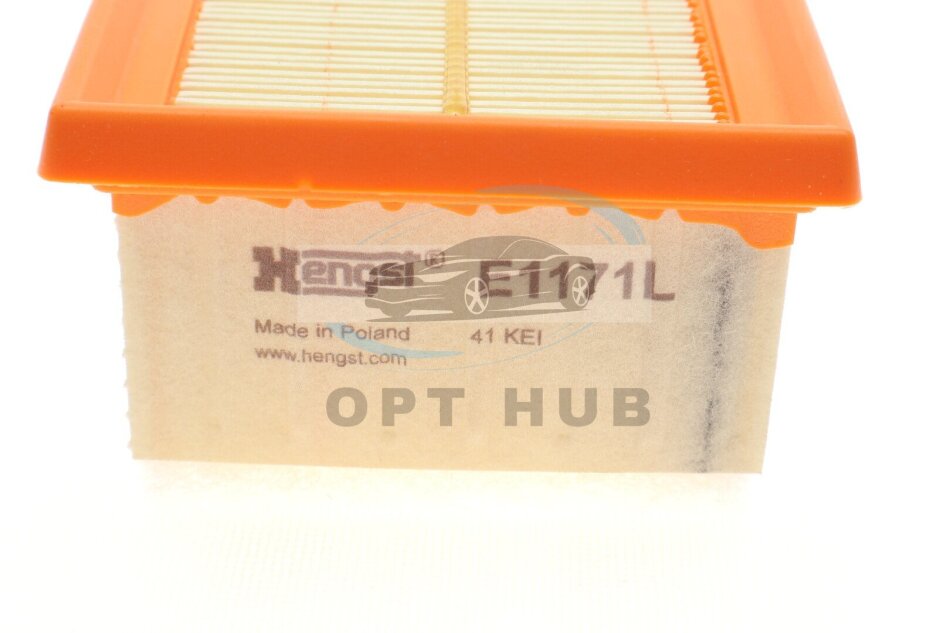 Hengst® E1171L
Made in Poland 41 KEI
www.hengst.com
OPT HUB